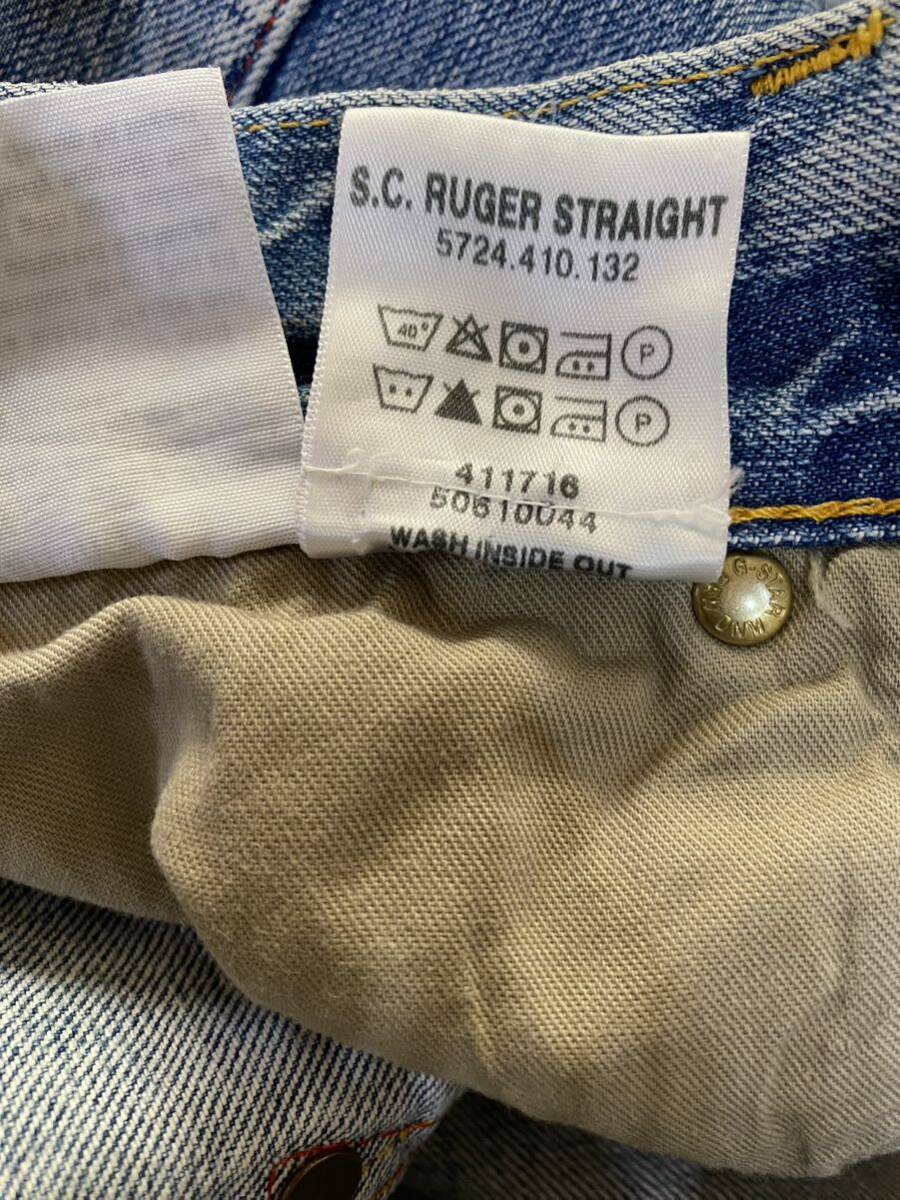 S.C. RUGER STRAIGHT
5724.410.132
40°
P
P
411716
50610044
WASH INSIDE OUT
G-STAR